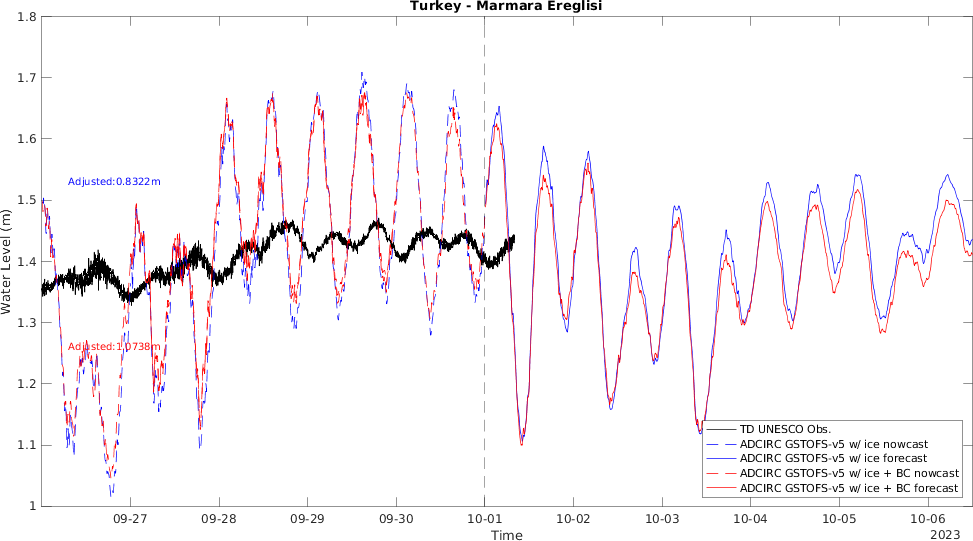 Turkey - Marmara Ereglisi
1.8
1.7
1.6
1.5
1.4
1.3
1.2
1.1
1
Water Level (m)
Adjusted:0.8322m
Adjusted:1.0738m
TD UNESCO Obs.
ADCIRC GSTOFS-v5 w/ ice nowcast
ADCIRC GSTOFS-v5 w/ ice forecast
ADCIRC GSTOFS-v5 w/ ice + BC nowcast
ADCIRC GSTOFS-v5 w/ ice + BC forecast
09-27 09-28 09-29 09-30 10-01 10-02 10-03 10-04 10-05 10-06
2023
Time